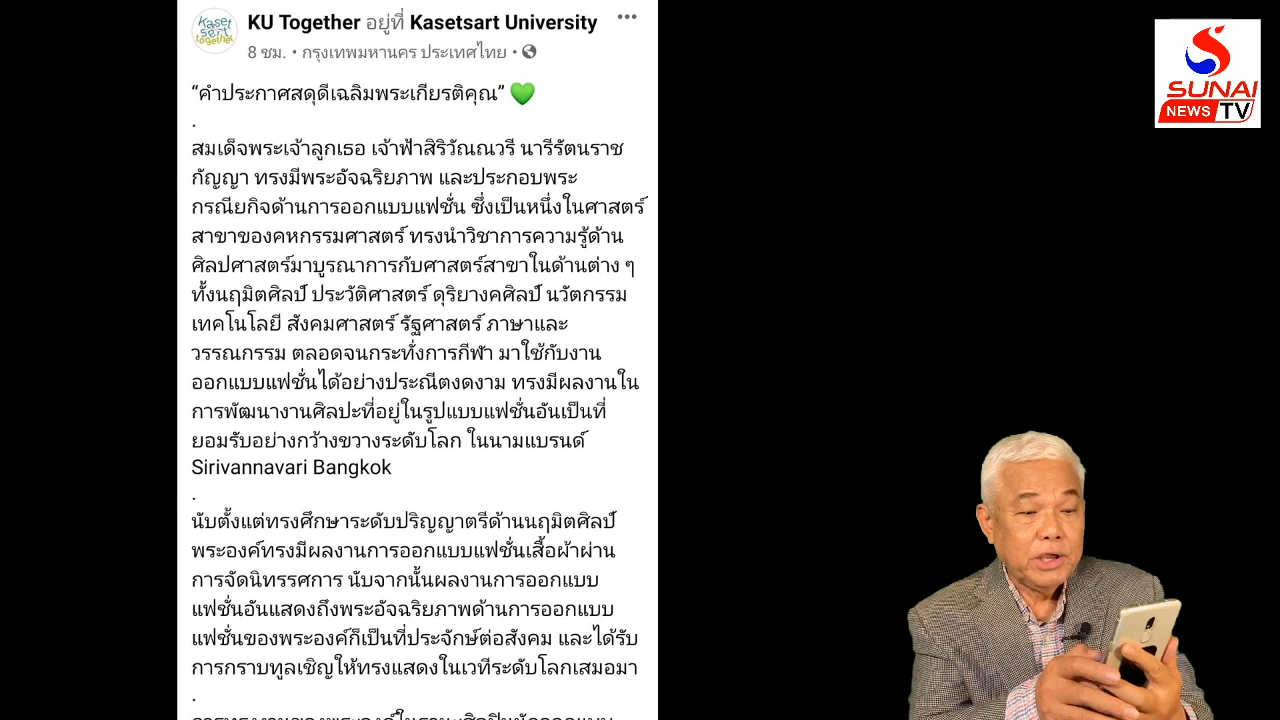 KU Together อยู่ที่ Kasetsart University
8 ชม. • กรุงเทพมหานคร ประเทศไทย •
“คำประกาศสดุดีเฉลิมพระเกียรติคุณ”
.
สมเด็จพระเจ้าลูกเธอ เจ้าฟ้าสิริวัณณวรี นารีรัตนราช
กัญญา ทรงมีพระอัจฉริยภาพ และประกอบพระ
กรณียกิจด้านการออกแบบแฟชั่น ซึ่งเป็นหนึ่งในศาสตร์
สาขาของคหกรรมศาสตร์ ทรงนำวิชาการความรู้ด้าน
ศิลปศาสตร์มาบูรณาการกับศาสตร์สาขาในด้านต่าง ๆ
ทั้งนฤมิตศิลป์ ประวัติศาสตร์ ดุริยางคศิลป์ นวัตกรรม
เทคโนโลยี สังคมศาสตร์ รัฐศาสตร์ ภาษาและ
วรรณกรรม ตลอดจนกระทั่งการกีฬา มาใช้กับงาน
ออกแบบแฟชั่นได้อย่างประณีตงดงาม ทรงมีผลงานใน
การพัฒนางานศิลปะที่อยู่ในรูปแบบแฟชั่นอันเป็นที่
ยอมรับอย่างกว้างขวางระดับโลก ในนามแบรนด์
Sirivannavari Bangkok
.
นับตั้งแต่ทรงศึกษาระดับปริญญาตรีด้านนฤมิตศิลป์
พระองค์ทรงมีผลงานการออกแบบแฟชั่นเสื้อผ้าผ่าน
การจัดนิทรรศการ นับจากนั้นผลงานการออกแบบ
แฟชั่นอันแสดงถึงพระอัจฉริยภาพด้านการออกแบบ
แฟชั่นของพระองค์ก็เป็นที่ประจักษ์ต่อสังคม และได้รับ
การกราบทูลเชิญให้ทรงแสดงในเวทีระดับโลกเสมอมา
.
Kaset
sart
together
SUNAI
NEWS TV